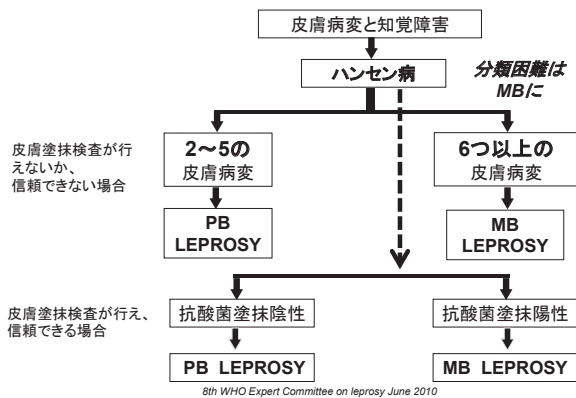 皮膚病変と知覚障害
ハンセン病
分類困難は
MBに
皮膚塗抹検査が行
えないか、
信頼できない場合
2～5の
皮膚病変
6つ以上の
皮膚病変
PB
LEPROSY
MB
LEPROSY
皮膚塗抹検査が行え、
信頼できる場合
抗酸菌塗抹陰性
抗酸菌塗抹陽性
PB LEPROSY
MB LEPROSY
8th WHO Expert Committee on leprosy June 2010